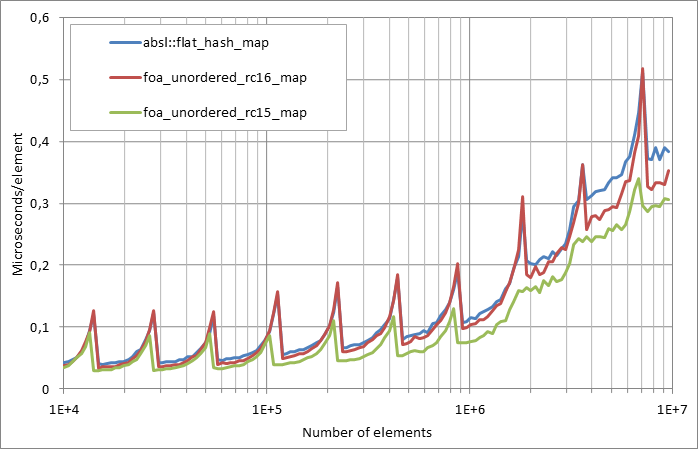 0,6
absl::flat_hash_map
foa_unordered_rc16_map
foa_unordered_rc15_map
0,5
0,4
0,3
0,2
0,1
0
Microseconds/element
1E+4
1E+5
1E+6
1E+7
Number of elements